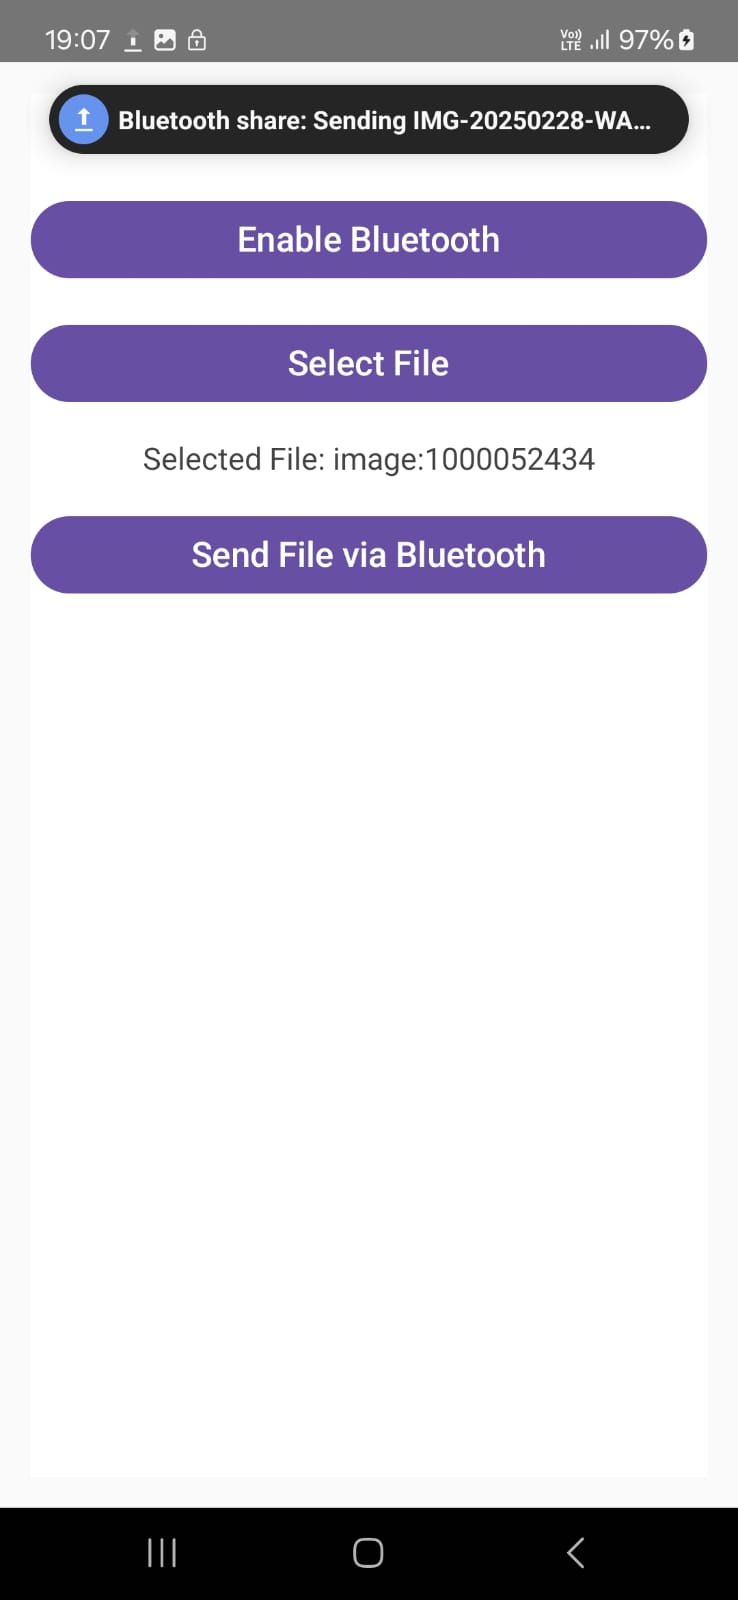 19:07
Vo)) LTE 97%
Bluetooth share: Sending IMG-20250228-WA...
Enable Bluetooth
Select File
Selected File: image:1000052434
Send File via Bluetooth